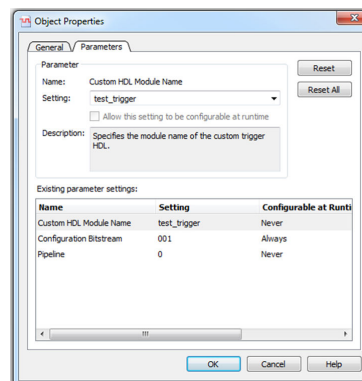 Object Properties
General Parameters
Parameter
Name: Custom HDL Module Name
Setting: test_trigger
Allow this setting to be configurable at runtime
Description: Specifies the module name of the custom trigger
HDL.
Reset
Reset All
Existing parameter settings:
Name Setting Configurable at Runti
Custom HDL Module Name test_trigger Never
Configuration Bitstream 001 Always
Pipeline 0 Never
OK Cancel Help